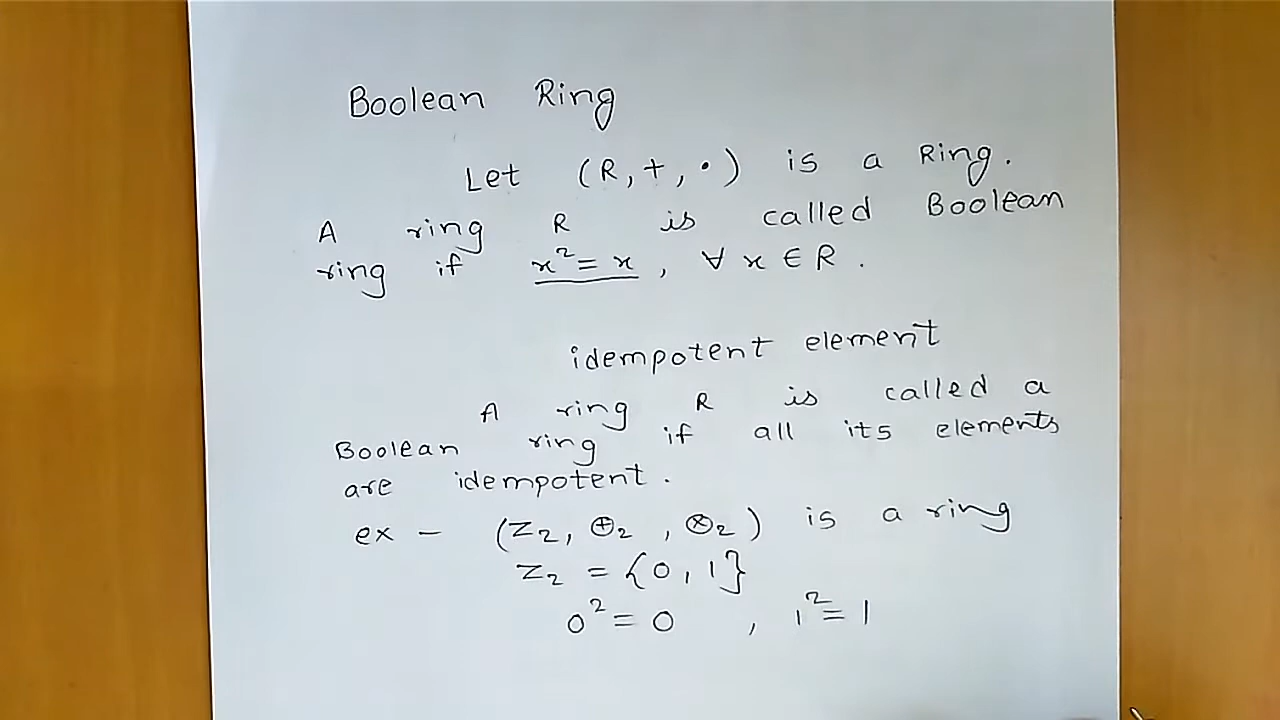 Boolean Ring
Let (R, +, •) is a Ring.
A ring R is called Boolean
ring if x² = x, ∀ x ∈ R.
idempotent element
A ring R is called a
Boolean ring if all its elements
are idempotent.
ex - (Z₂, ⊕₂, ⊗₂) is a ring
Z₂ = {0, 1}
0² = 0 , 1² = 1